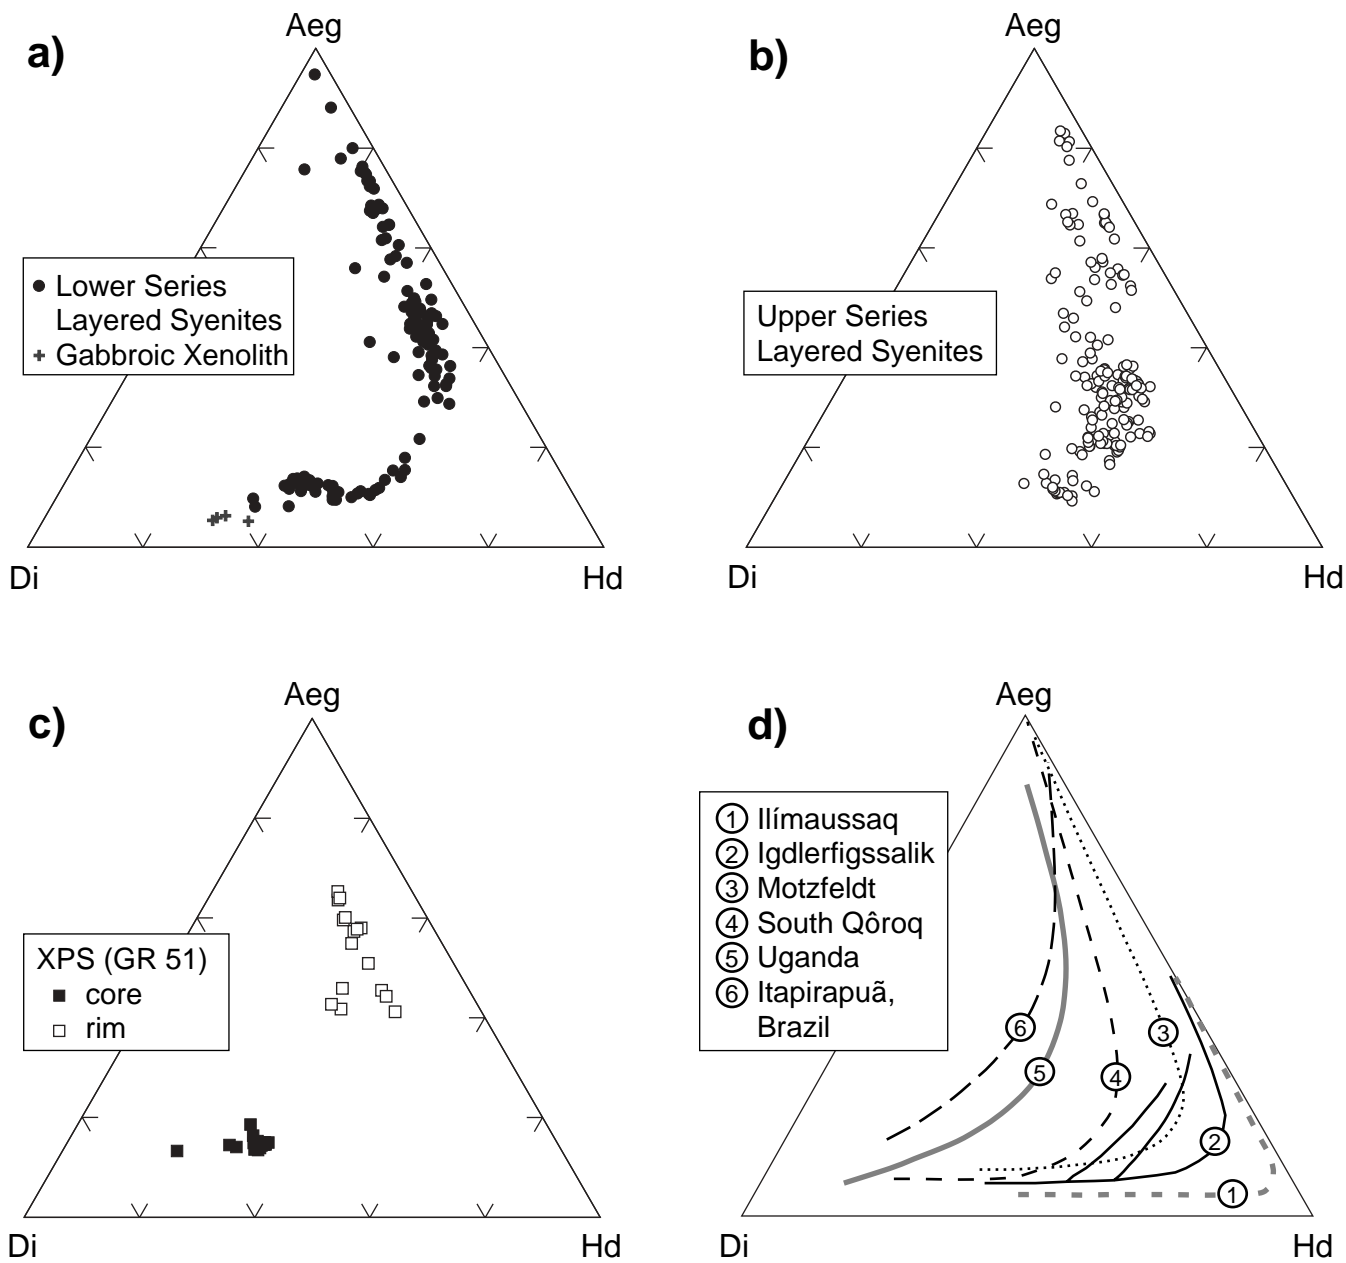 a)
Aeg
Lower Series
Layered Syenites
Gabbroic Xenolith
Di
Hd
b)
Aeg
Upper Series
Layered Syenites
Di
Hd
c)
Aeg
XPS (GR 51)
core
rim
Di
Hd
d)
Aeg
1 Ilímaussaq
2 Igdlerfigssalik
3 Motzfeldt
4 South Qôroq
5 Uganda
6 Itapirapuã,
Brazil
6
3
5
4
2
1
Di
Hd